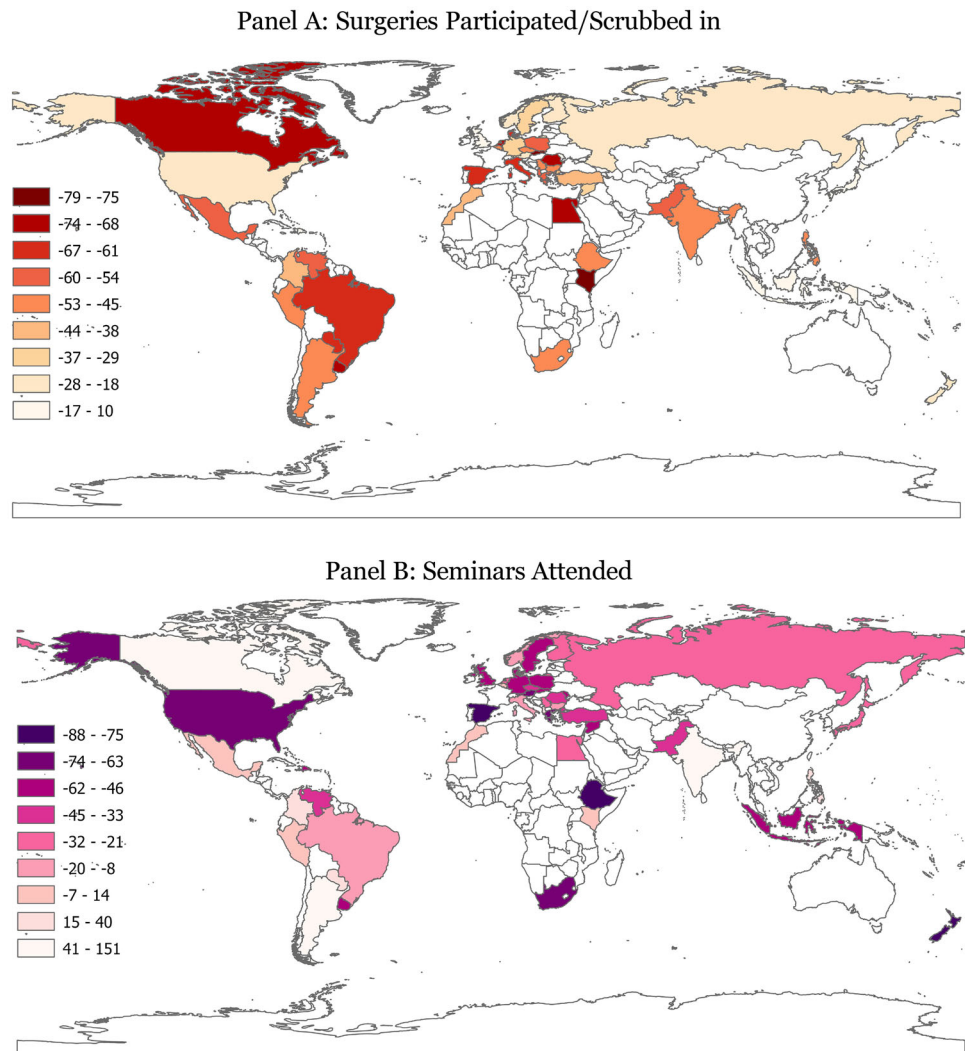 Panel A: Surgeries Participated/Scrubbed in
-79 - -75
-74 - -68
-67 - -61
-60 - -54
-53 - -45
-44 - -38
-37 - -29
-28 - -18
-17 - 10
Panel B: Seminars Attended
-88 - -75
-74 - -63
-62 - -46
-45 - -33
-32 - -21
-20 - -8
-7 - 14
15 - 40
41 - 151